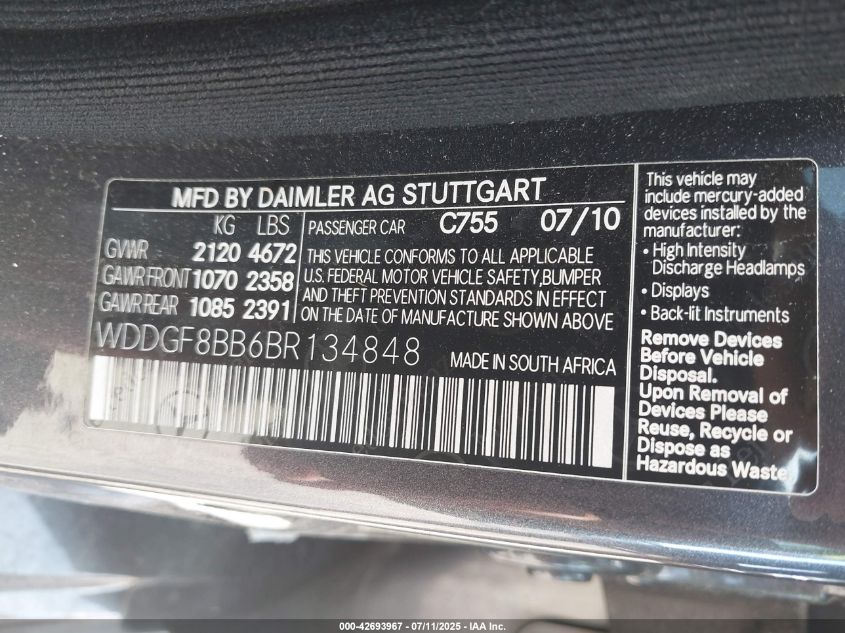 MFD BY DAIMLER AG STUTTGART
KG LBS
GVWR 2120 4672
GAWR FRONT 1070 2358
GAWR REAR 1085 2391
PASSENGER CAR C755 07/10
THIS VEHICLE CONFORMS TO ALL APPLICABLE
U.S. FEDERAL MOTOR VEHICLE SAFETY,BUMPER
AND THEFT PREVENTION STANDARDS IN EFFECT
ON THE DATE OF MANUFACTURE SHOWN ABOVE
WDDGF8BB6BR134848
MADE IN SOUTH AFRICA
This vehicle may
include mercury-added
devices installed by the
manufacturer:
• High Intensity
Discharge Headlamps
• Displays
• Back-lit Instruments
Remove Devices
Before Vehicle
Disposal.
Upon Removal of
Devices Please
Reuse, Recycle or
Dispose as
Hazardous Waste.
000-42693967 - 07/11/2025 - IAA Inc.